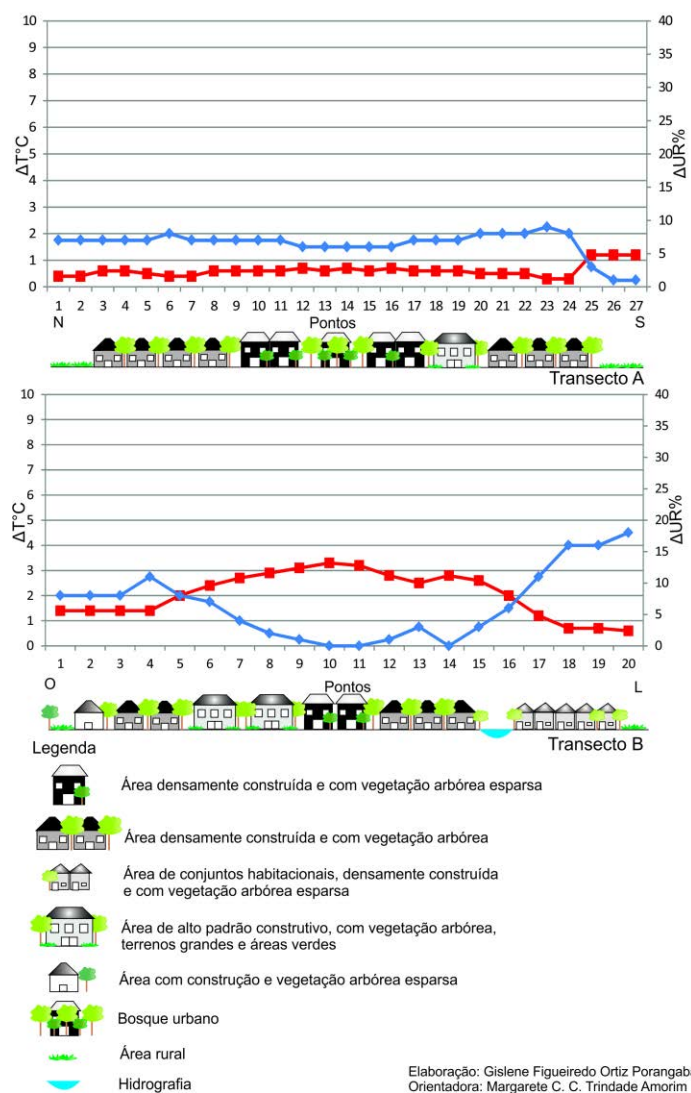 10
9
8
7
6
5
4
3
2
1
0
ΔT°C
40
35
30
25
20
15
10
5
0
ΔUR%
1 2 3 4 5 6 7 8 9 10 11 12 13 14 15 16 17 18 19 20 21 22 23 24 25 26 27
N Pontos S
Transecto A
10
9
8
7
6
5
4
3
2
1
0
ΔT°C
40
35
30
25
20
15
10
5
0
ΔUR%
1 2 3 4 5 6 7 8 9 10 11 12 13 14 15 16 17 18 19 20
O Pontos L
Transecto B
Legenda
Área densamente construída e com vegetação arbórea esparsa
Área densamente construída e com vegetação arbórea
Área de conjuntos habitacionais, densamente construída
e com vegetação arbórea esparsa
Área de alto padrão construtivo, com vegetação arbórea,
terrenos grandes e áreas verdes
Área com construção e vegetação arbórea esparsa
Bosque urbano
Área rural
Hidrografia
Elaboração: Gislene Figueiredo Ortiz Porangab
Orientadora: Margarete C. C. Trindade Amorim